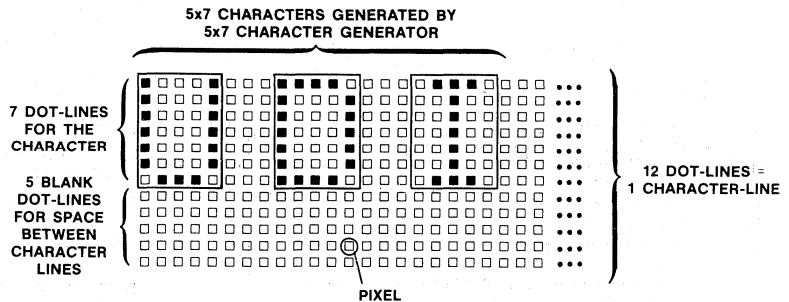 5x7 CHARACTERS GENERATED BY
5x7 CHARACTER GENERATOR
7 DOT-LINES
FOR THE
CHARACTER
5 BLANK
DOT-LINES
FOR SPACE
BETWEEN
CHARACTER
LINES
12 DOT-LINES =
1 CHARACTER-LINE
PIXEL
U D I